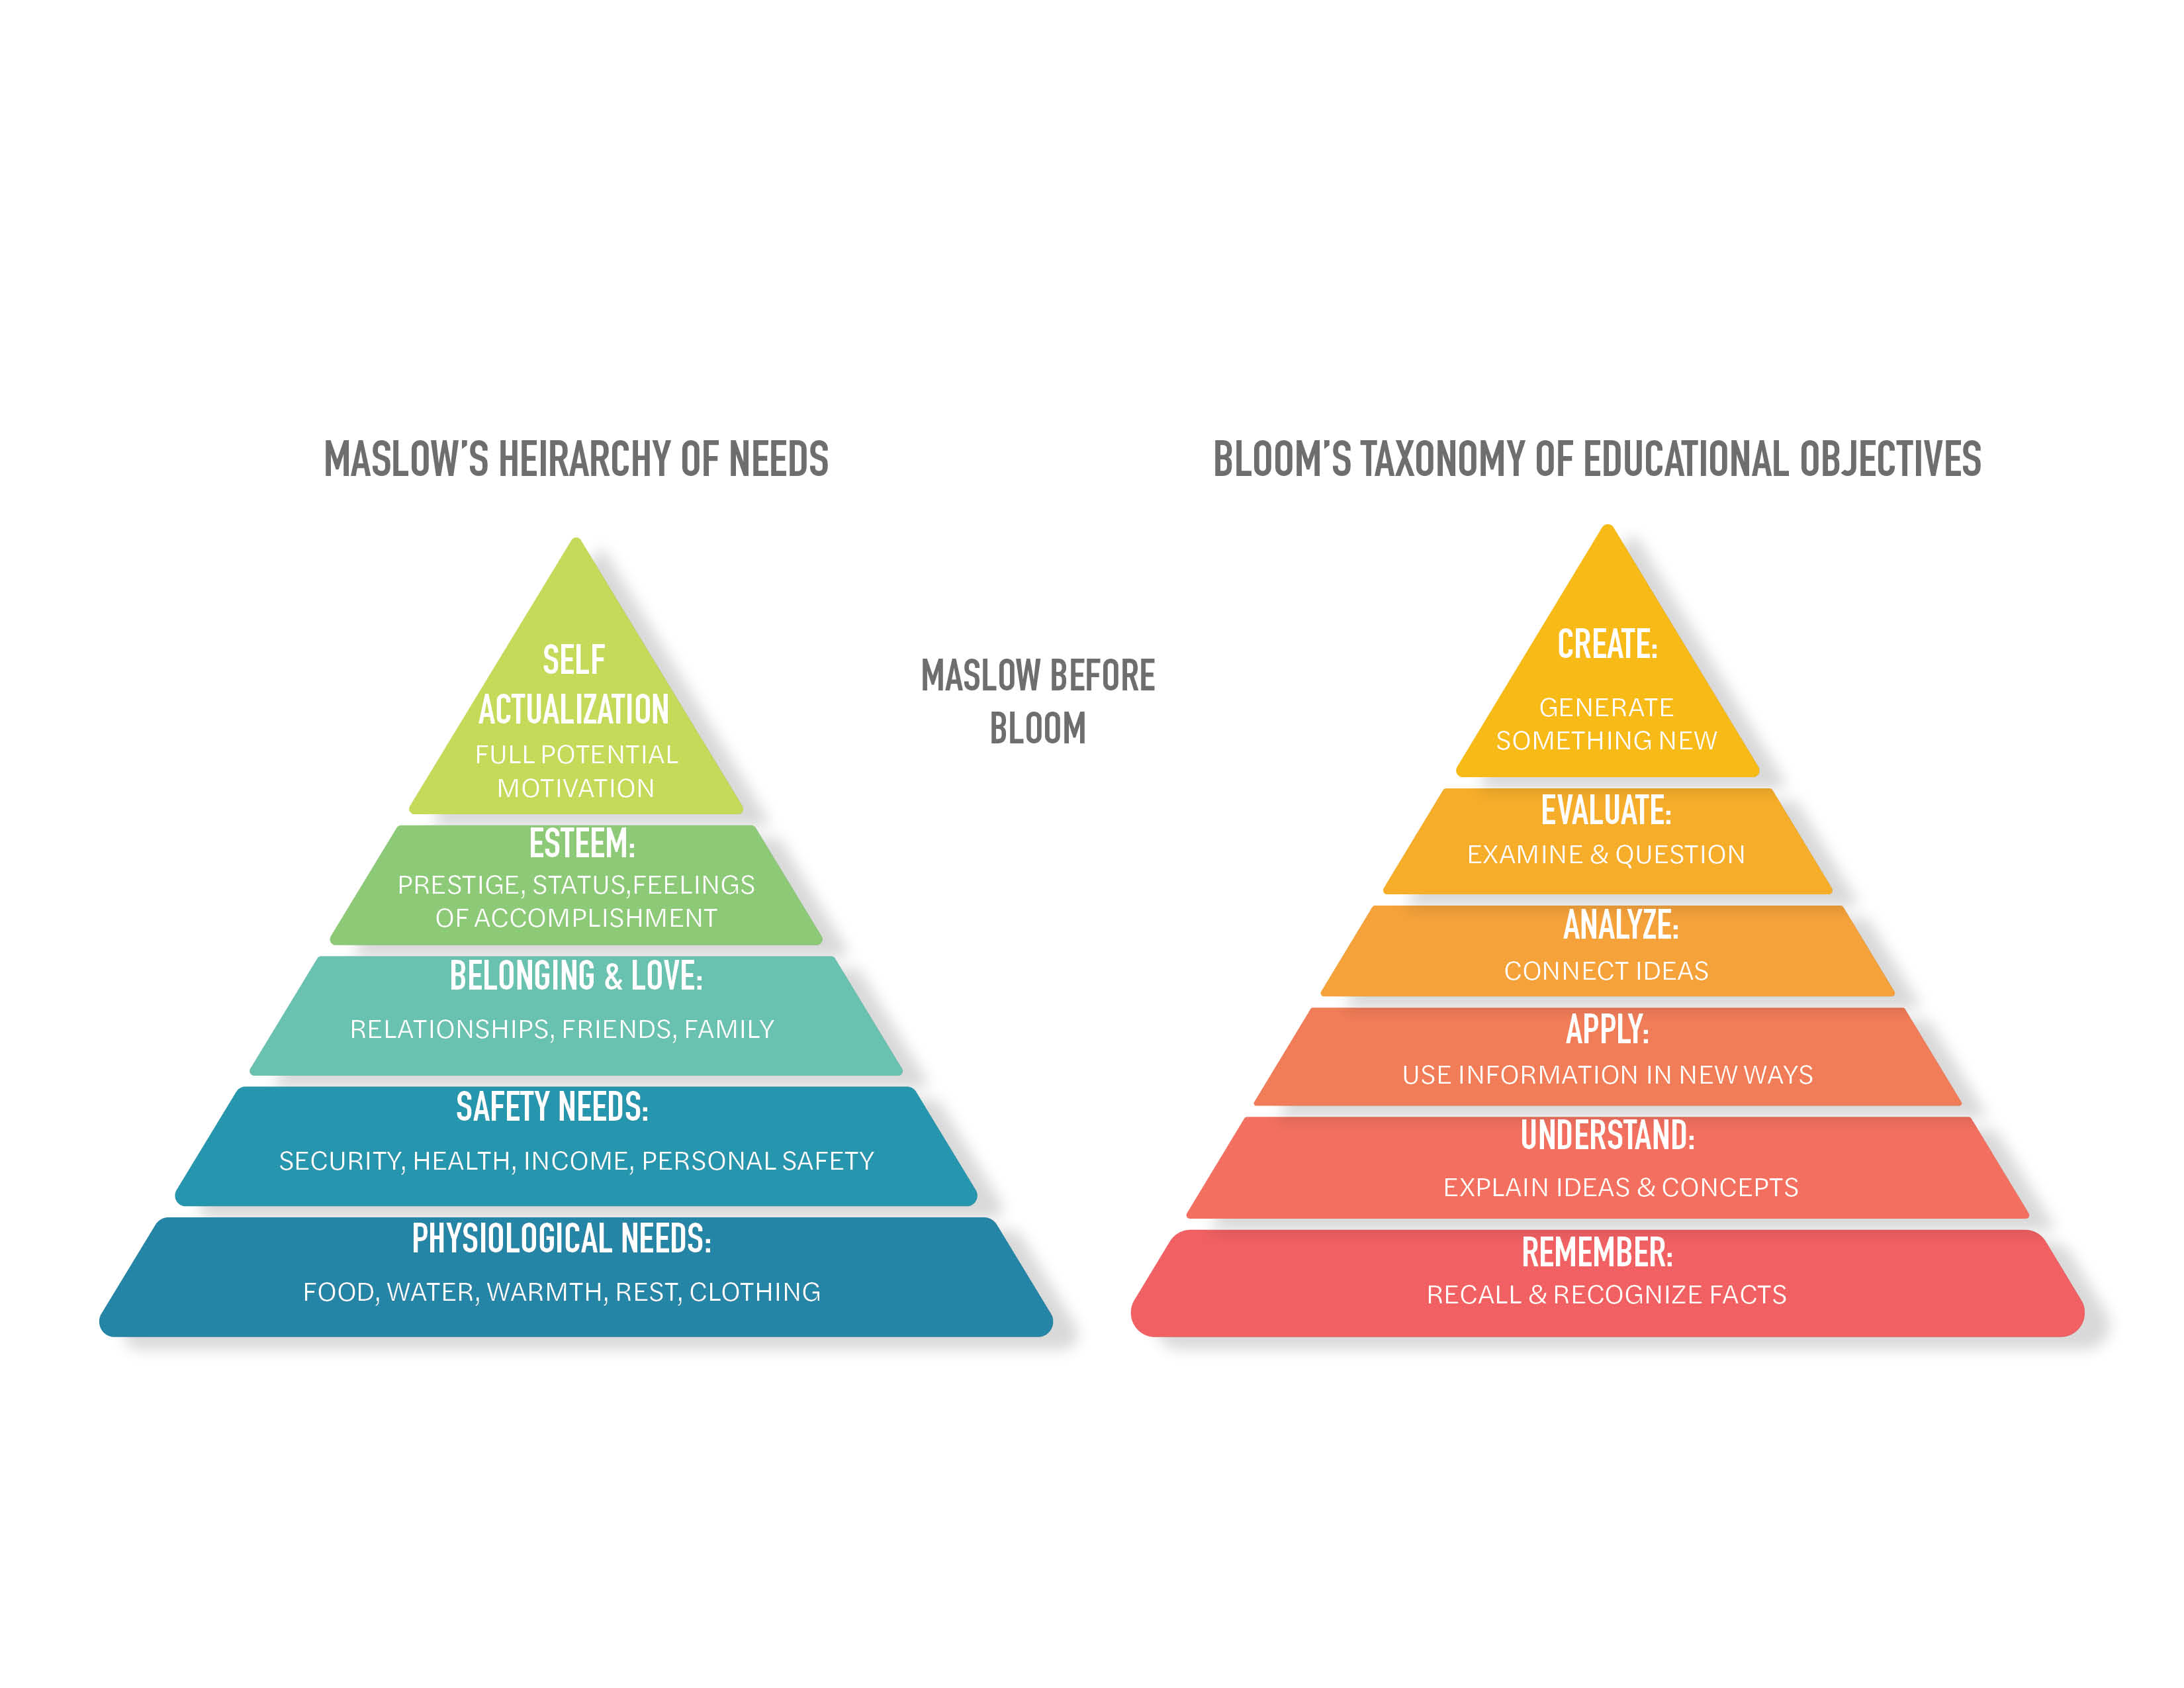 MASLOW'S HEIRARCHY OF NEEDS
SELF
ACTUALIZATION
FULL POTENTIAL
MOTIVATION
ESTEEM:
PRESTIGE, STATUS,FEELINGS
OF ACCOMPLISHMENT
BELONGING & LOVE:
RELATIONSHIPS, FRIENDS, FAMILY
SAFETY NEEDS:
SECURITY, HEALTH, INCOME, PERSONAL SAFETY
PHYSIOLOGICAL NEEDS:
FOOD, WATER, WARMTH, REST, CLOTHING
MASLOW BEFORE
BLOOM
BLOOM'S TAXONOMY OF EDUCATIONAL OBJECTIVES
CREATE:
GENERATE
SOMETHING NEW
EVALUATE:
EXAMINE & QUESTION
ANALYZE:
CONNECT IDEAS
APPLY:
USE INFORMATION IN NEW WAYS
UNDERSTAND:
EXPLAIN IDEAS & CONCEPTS
REMEMBER:
RECALL & RECOGNIZE FACTS